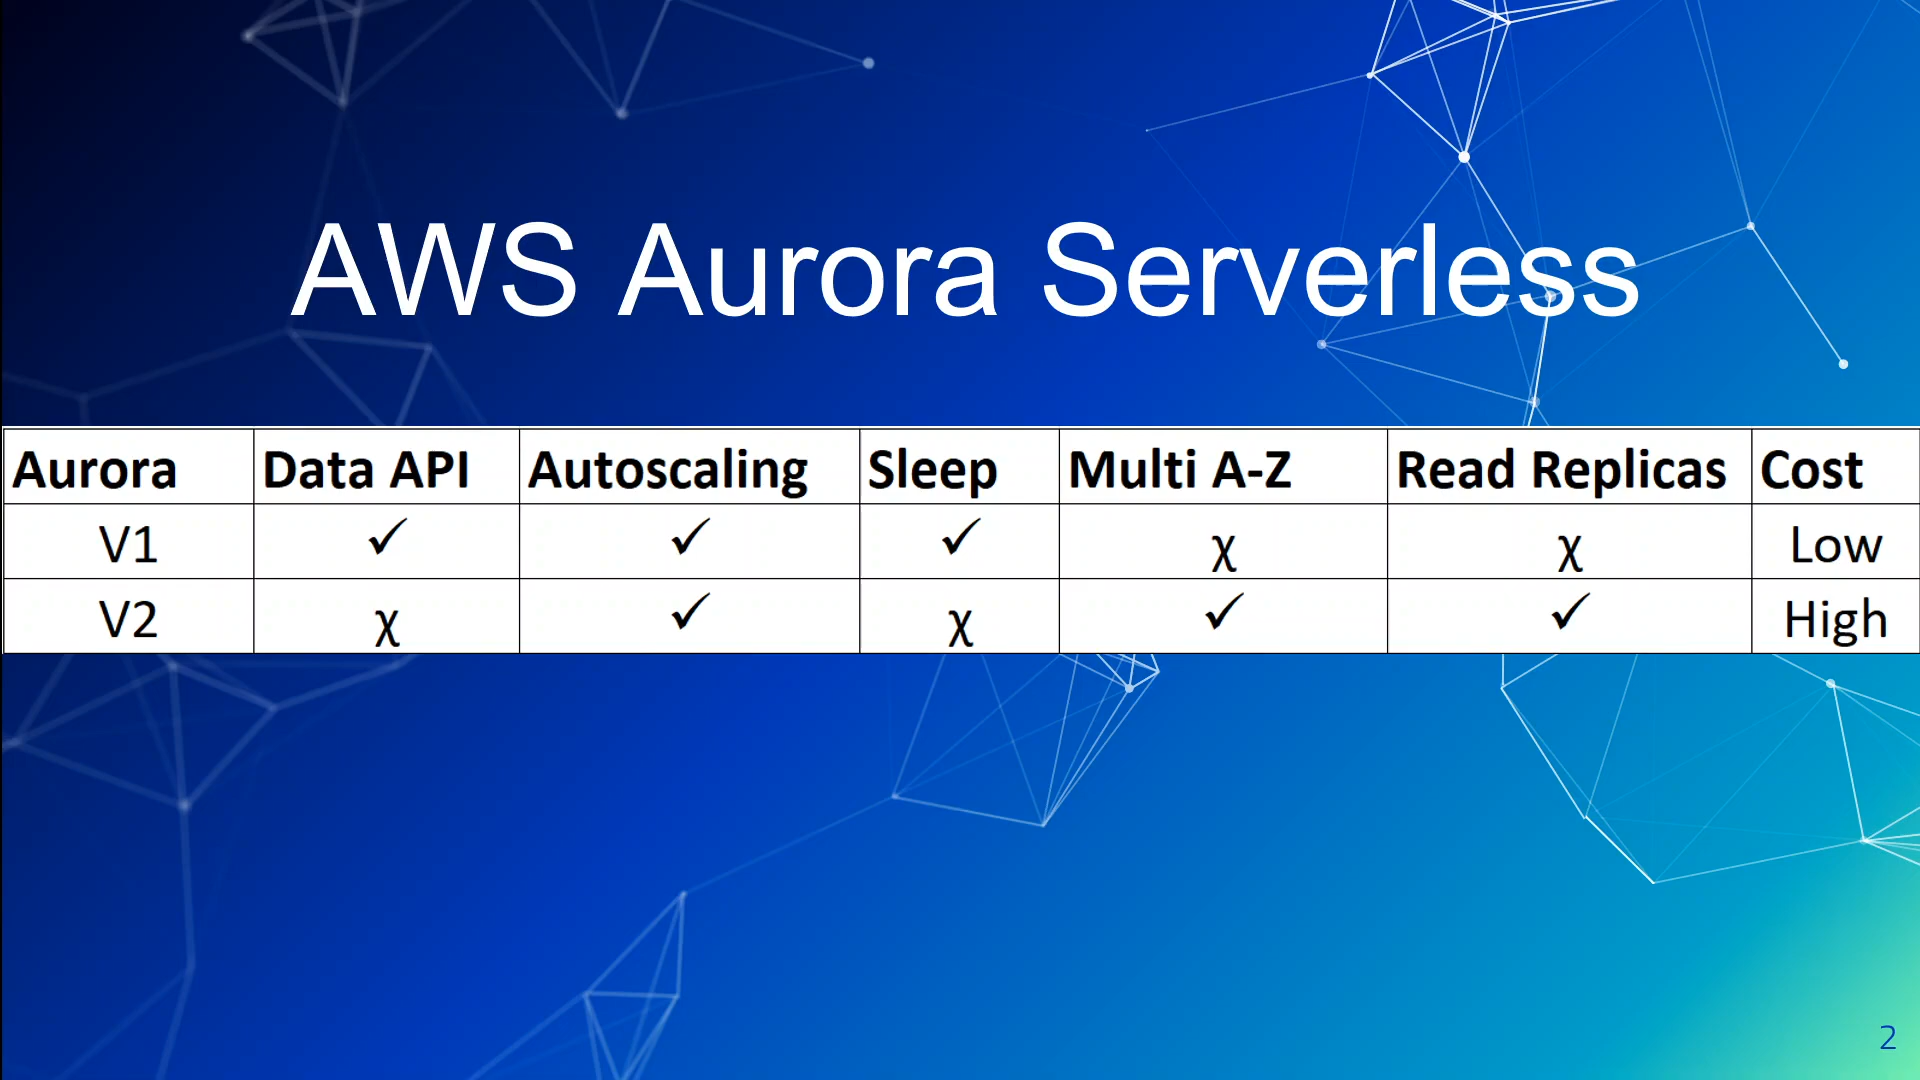 AWS Aurora Serverless
Aurora Data API Autoscaling Sleep Multi A-Z Read Replicas Cost
V1 ✓ ✓ ✓ χ χ Low
V2 χ ✓ χ ✓ ✓ High
2